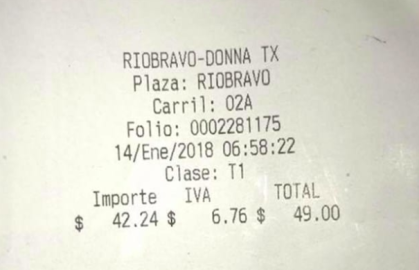 RIOBRAVO-DONNA TX
Plaza: RIOBRAVO
Carril: 02A
Folio: 0002281175
14/Ene/2018 06:58:22
Clase: T1
Importe IVA TOTAL
$ 42.24 $ 6.76 $ 49.00